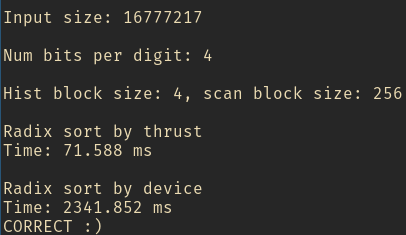 Input size: 16777217
Num bits per digit: 4
Hist block size: 4, scan block size: 256
Radix sort by thrust
Time: 71.588 ms
Radix sort by device
Time: 2341.852 ms
CORRECT :)